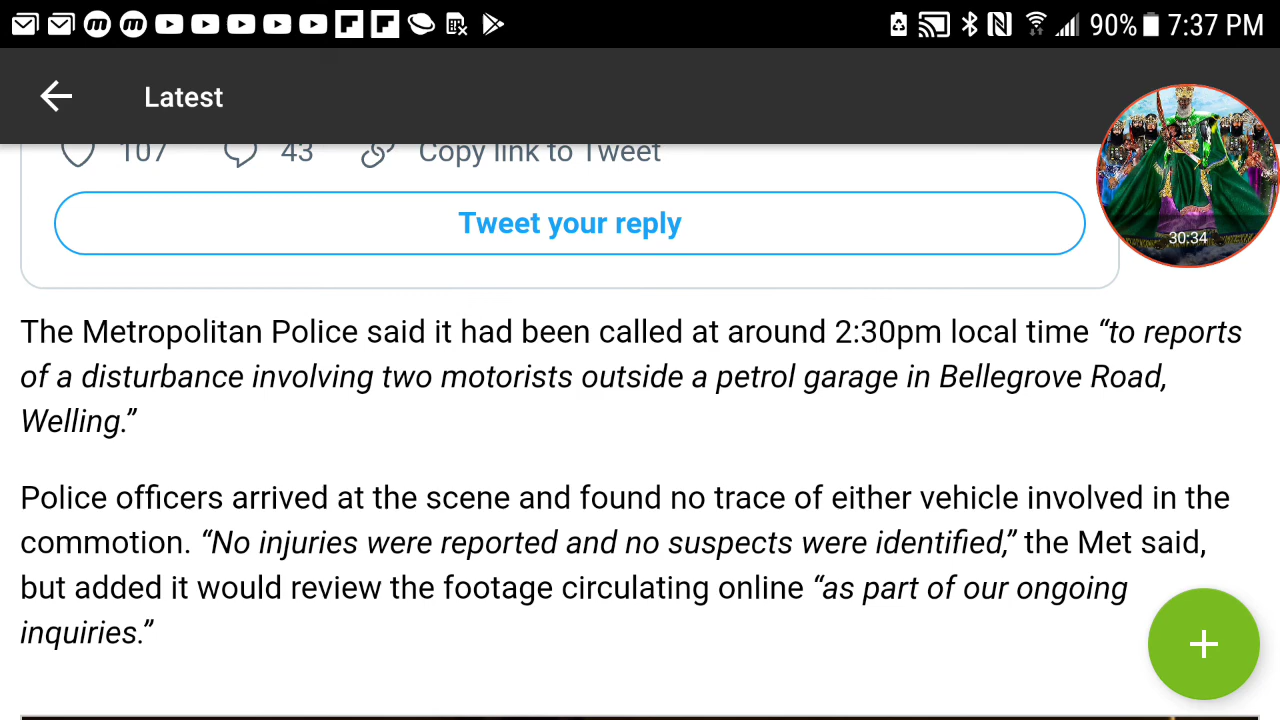 90% 7:37 PM
Latest
107 43 Copy link to Tweet
Tweet your reply
30:34
The Metropolitan Police said it had been called at around 2:30pm local time “to reports
of a disturbance involving two motorists outside a petrol garage in Bellegrove Road,
Welling.”
Police officers arrived at the scene and found no trace of either vehicle involved in the
commotion. “No injuries were reported and no suspects were identified,” the Met said,
but added it would review the footage circulating online “as part of our ongoing
inquiries.”